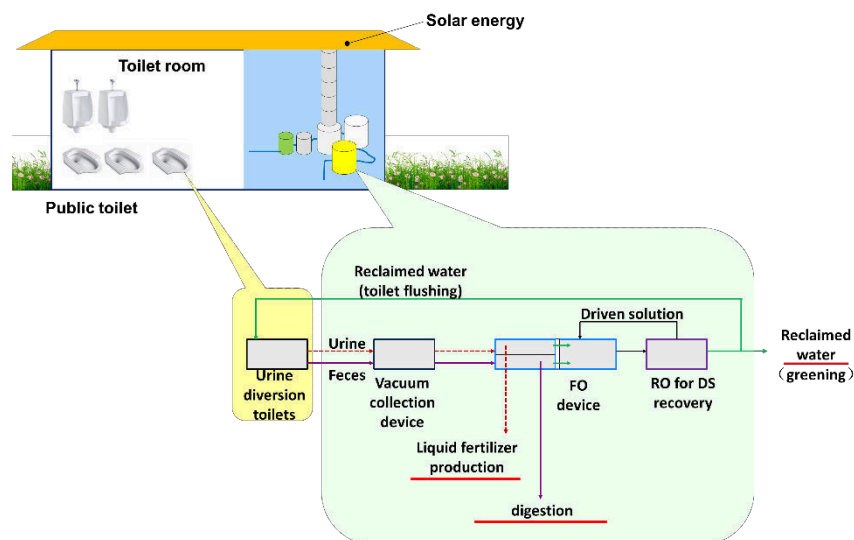 Solar energy
Toilet room
Public toilet
Reclaimed water
(toilet flushing)
Driven solution
Urine
Feces
Reclaimed
water
（greening）
Urine
diversion
toilets
Vacuum
collection
device
FO
device
RO for DS
recovery
Liquid fertilizer
production
digestion